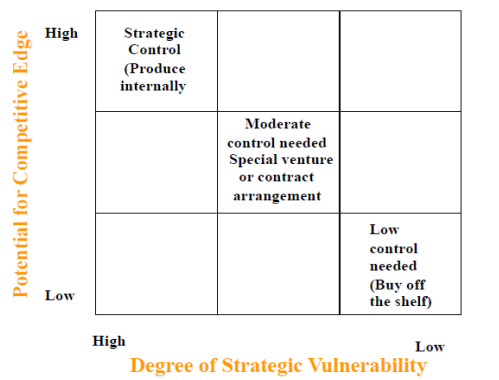 Potential for Competitive Edge
High
Strategic
Control
(Produce
internally
Moderate
control needed
Special venture
or contract
arrangement
Low
control
needed
(Buy off
the shelf)
Low
High
Low
Degree of Strategic Vulnerability